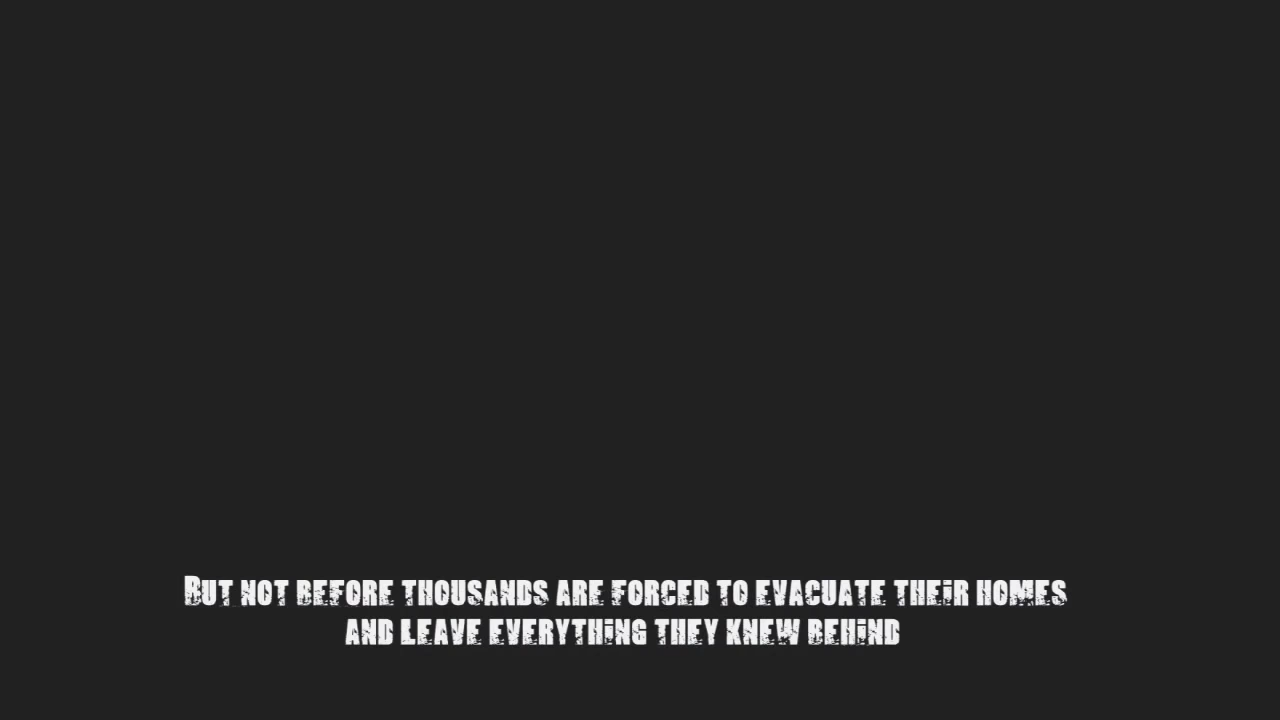 But not before thousands are forced to evacuate their homes
and leave everything they knew behind